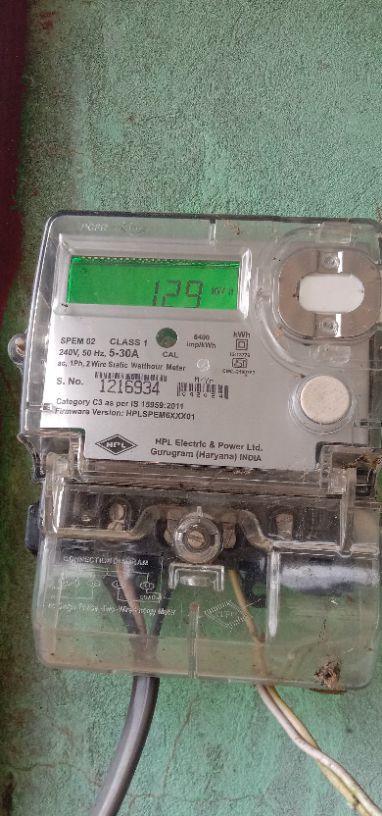 129 kWh
SPEM 02 CLASS 1
240V, 50 Hz, 5-30A CAL
6400 imp/kWh
kWh
ac, 1Ph, 2 Wire Static Watthour Meter
S. No. 1216934
Category C3 as per IS 15959:2011
Firmware Version: HPLSPEM6XXX01
HPL
HPL Electric & Power Ltd.
Gurugram (Haryana) INDIA
CONNECTION DIAGRAM